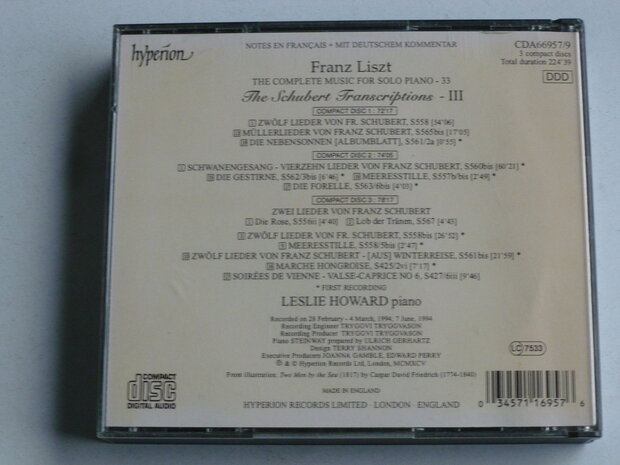 hyperion
NOTES EN FRANÇAIS + MIT DEUTSCHEM KOMMENTAR
CDA66957/9
3 compact discs
Total duration 224'39
DDD
Franz Liszt
THE COMPLETE MUSIC FOR SOLO PIANO - 33
The Schubert Transcriptions - III
COMPACT DISC 1 : 72'17
1 ZWÖLF LIEDER VON FR. SCHUBERT, S558 [54'06]
MÜLLERLIEDER VON FRANZ SCHUBERT, S565bis [17'05]
DIE NEBENSONNEN [ALBUMBLATT], S561/2a [0'55] *
COMPACT DISC 2 : 74'05
1 SCHWANENGESANG - VIERZEHN LIEDER VON FRANZ SCHUBERT, S560bis [60'21] *
DIE GESTIRNE, S562/3bis [6'46] * MEERESSTILLE, S557b/bis [2'49] *
DIE FORELLE, S563/6bis [4'03] *
COMPACT DISC 3 : 78'17
ZWEI LIEDER VON FRANZ SCHUBERT
1 Die Rose, S556iii [4'40] 2 Lob der Tränen, S567 [4'43]
3 ZWÖLF LIEDER VON FR. SCHUBERT, S558bis [26'52] *
MEERESSTILLE, S558/5bis [2'47] *
ZWÖLF LIEDER VON FRANZ SCHUBERT - [AUS] WINTERREISE, S561bis [21'59] *
MARCHE HONGROISE, S425/2vi [7'17] *
SOIRÉES DE VIENNE - VALSE-CAPRICE NO 6, S427/6iii [9'46]
* FIRST RECORDING
LESLIE HOWARD piano
Recorded on 28 February - 4 March, 1994; 7 June, 1994
Recording Engineer TRYGGVI TRYGGVASON
Recording Producer TRYGGVI TRYGGVASON
Piano STEINWAY prepared by ULRICH GERHARTZ
Design TERRY SHANNON
Executive Producers JOANNA GAMBLE, EDWARD PERRY
℗ & © Hyperion Records Ltd, London, MCMXCV
From illustration: Two Men by the Sea (1817) by Caspar David Friedrich (1774-1840)
MADE IN ENGLAND
HYPERION RECORDS LIMITED · LONDON · ENGLAND
COMPACT
disc
DIGITAL AUDIO
LC 7533
0 34571 16957 6